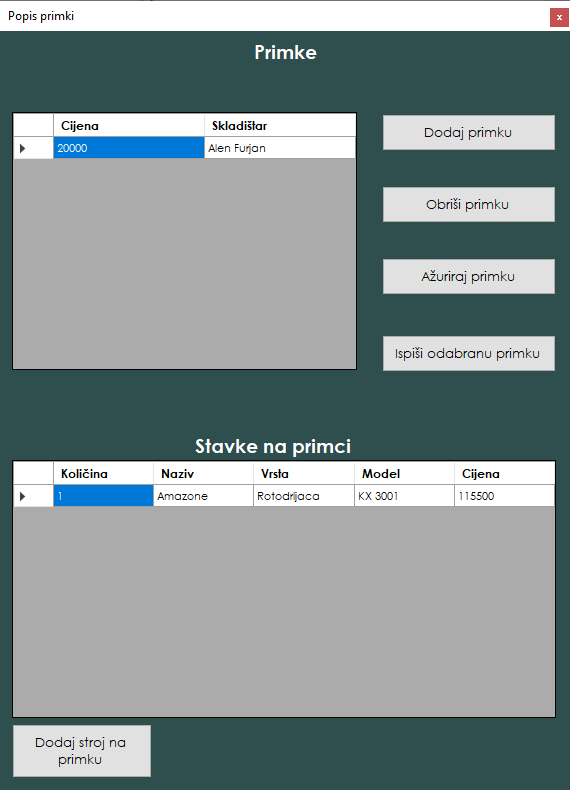 Popis primki
x
Primke
Cijena Skladištar
20000 Alen Furjan
Dodaj primku
Obriši primku
Ažuriraj primku
Ispiši odabranu primku
Stavke na primci
Količina Naziv Vrsta Model Cijena
1 Amazone Rotodrljaca KX 3001 115500
Dodaj stroj na
primku